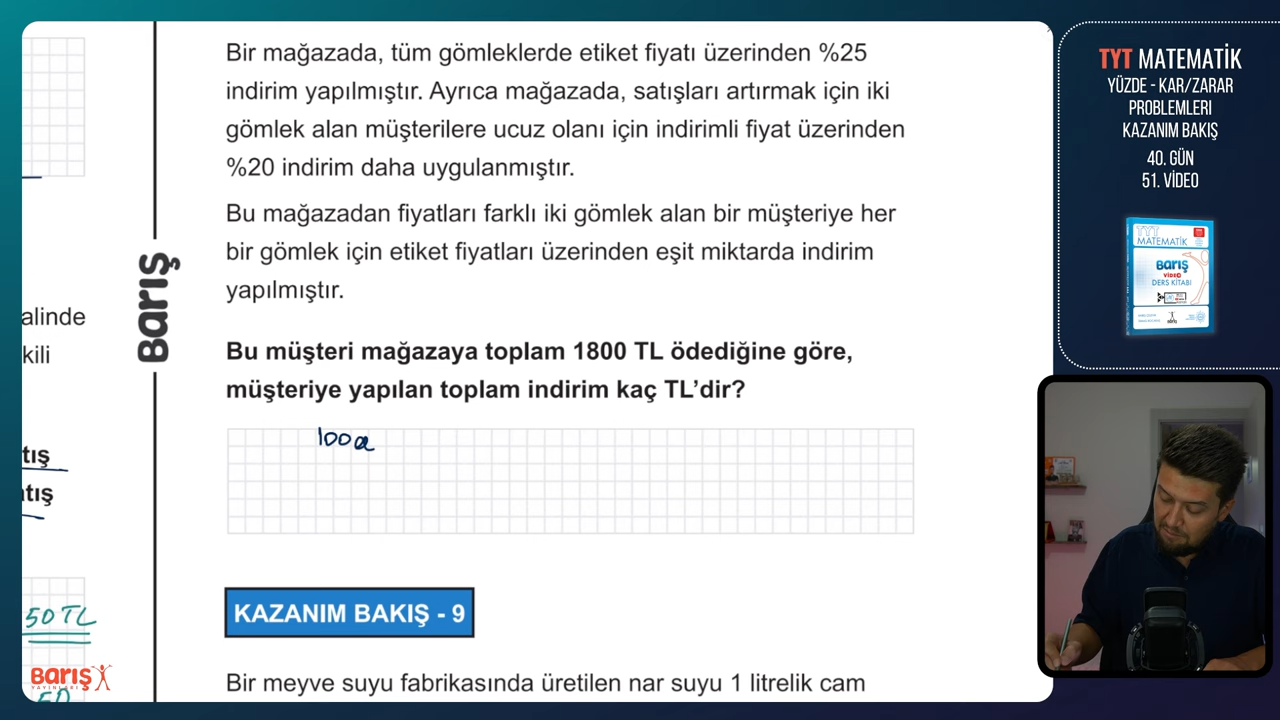 Bir mağazada, tüm gömleklerde etiket fiyatı üzerinden %25
indirim yapılmıştır. Ayrıca mağazada, satışları artırmak için iki
gömlek alan müşterilere ucuz olanı için indirimli fiyat üzerinden
%20 indirim daha uygulanmıştır.
Bu mağazadan fiyatları farklı iki gömlek alan bir müşteriye her
bir gömlek için etiket fiyatları üzerinden eşit miktarda indirim
yapılmıştır.
Bu müşteri mağazaya toplam 1800 TL ödediğine göre,
müşteriye yapılan toplam indirim kaç TL'dir?
100a
KAZANIM BAKIŞ - 9
Bir meyve suyu fabrikasında üretilen nar suyu 1 litrelik cam
alinde
kili
tış
tış
50 TL
Barış
Barış
YAYINLARI
TYT MATEMATİK
YÜZDE - KAR/ZARAR
PROBLEMLERI
KAZANIM BAKIŞ
40. GÜN
51. VİDEO
TYT
MATEMATİK
Barış
VİDEO
DERS KİTABI